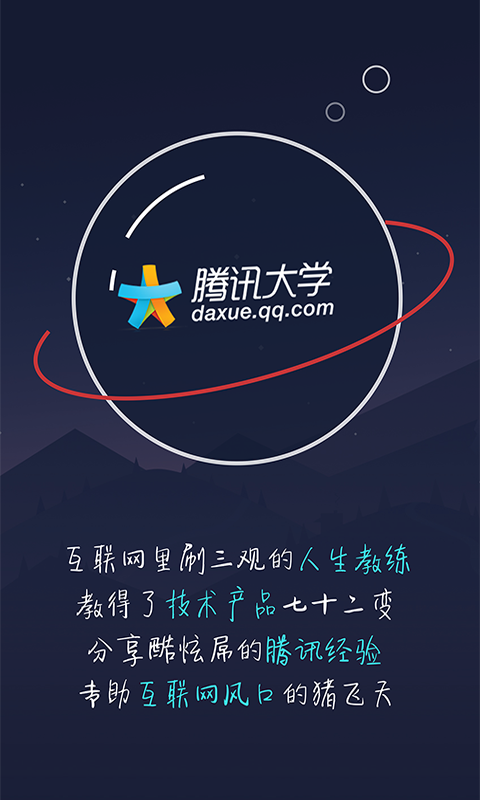 腾讯大学
daxue.qq.com
互联网里刷三观的人生教练
教得了技术产品七十二变
分享酷炫屌的腾讯经验
专助互联网风口的猪飞天